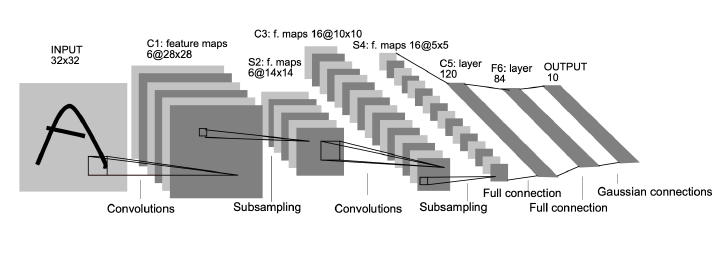 INPUT
32x32
C1: feature maps
6@28x28
S2: f. maps
6@14x14
C3: f. maps 16@10x10
S4: f. maps 16@5x5
C5: layer
120
F6: layer
84
OUTPUT
10
Convolutions
Subsampling
Convolutions
Subsampling
Full connection
Full connection
Gaussian connections